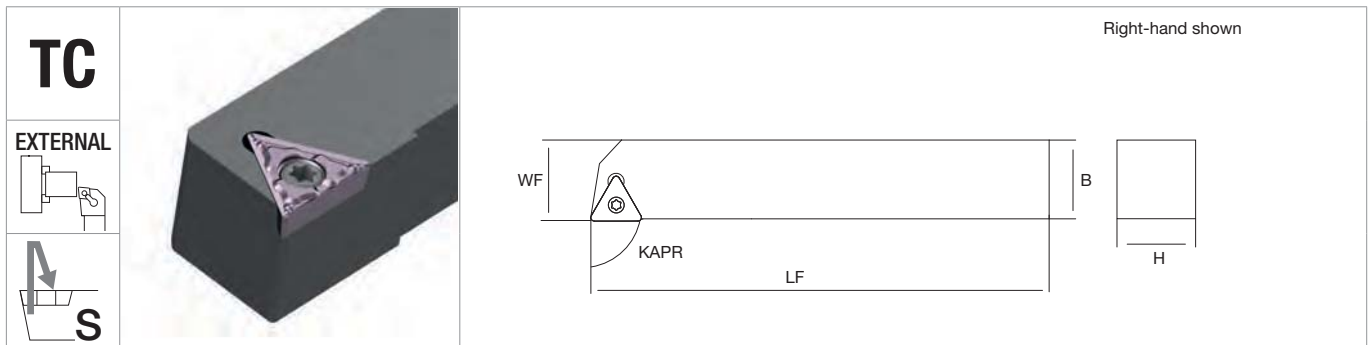 TC
EXTERNAL
S
Right-hand shown
WF
B
KAPR
LF
H